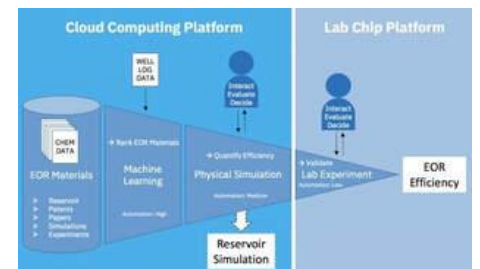 Cloud Computing Platform
Lab Chip Platform
WELL
LOG
DATA
Interact
Evaluate
Decide
Interact
Evaluate
Decide
CHEM
DATA
EOR Materials
> Reservoir
> Patents
> Papers
> Simulations
> Experiments
→ Rank EOR Materials
Machine
Learning
Automation: High
→ Quantify Efficiency
Physical Simulation
Automation: Medium
→ Validate
Lab Experiment
Automation: Low
EOR
Efficiency
Reservoir
Simulation